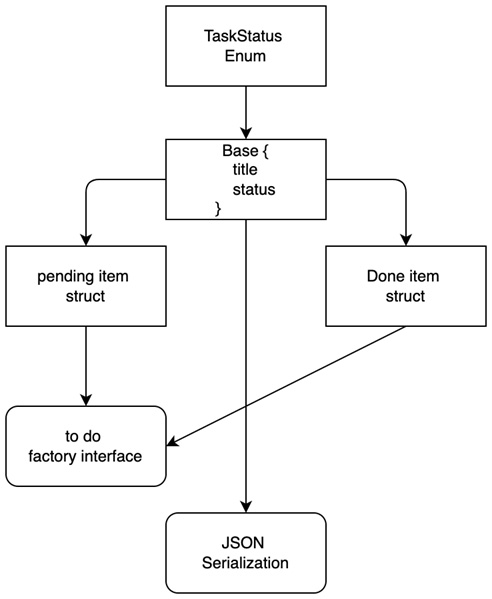 TaskStatus
Enum
Base {
title
status
}
pending item
struct
Done item
struct
to do
factory interface
JSON
Serialization